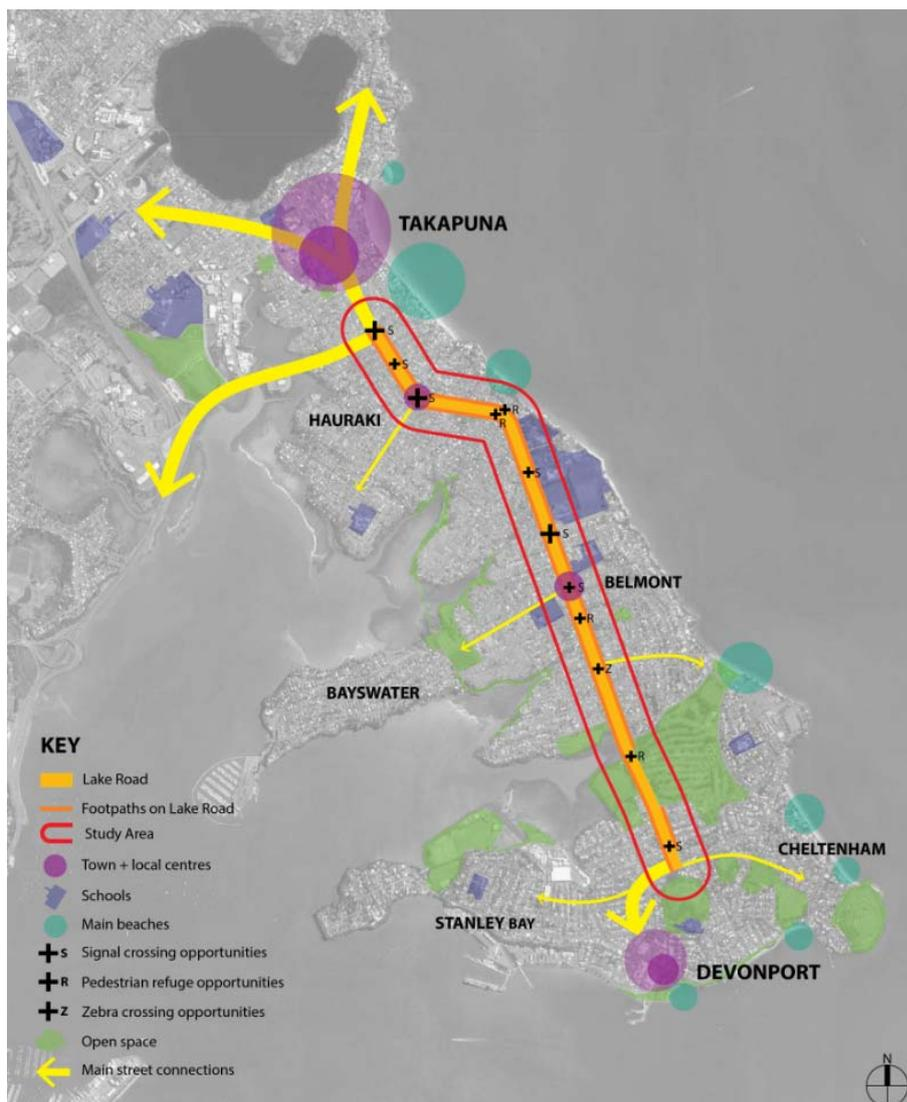 TAKAPUNA
S
S
S
HAURAKI
R
R
S
S
S
BELMONT
R
Z
BAYSWATER
R
KEY
Lake Road
Footpaths on Lake Road
Study Area
Town + local centres
Schools
Main beaches
S Signal crossing opportunities
R Pedestrian refuge opportunities
Z Zebra crossing opportunities
Open space
Main street connections
S
CHELTENHAM
STANLEY BAY
DEVONPORT
N